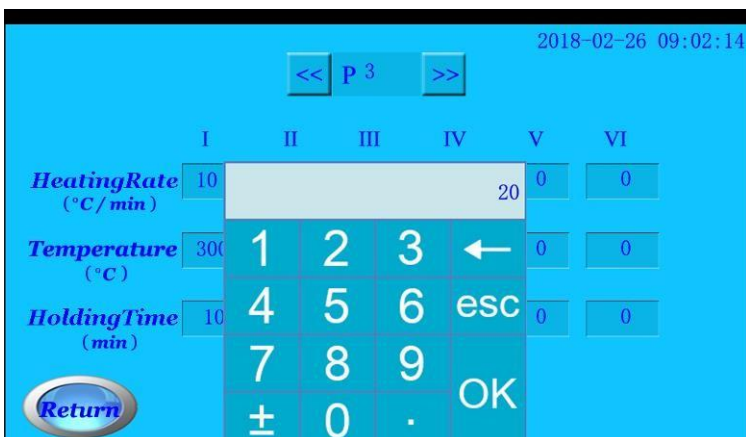 2018-02-26 09:02:14
<< P 3 >>
I II III IV V VI
HeatingRate 10 20 0 0
(°C/min)
Temperature 300 0 0
(°C)
HoldingTime 10 0 0
(min)
1 2 3 ←
4 5 6 esc
7 8 9 OK
± 0 .
Return